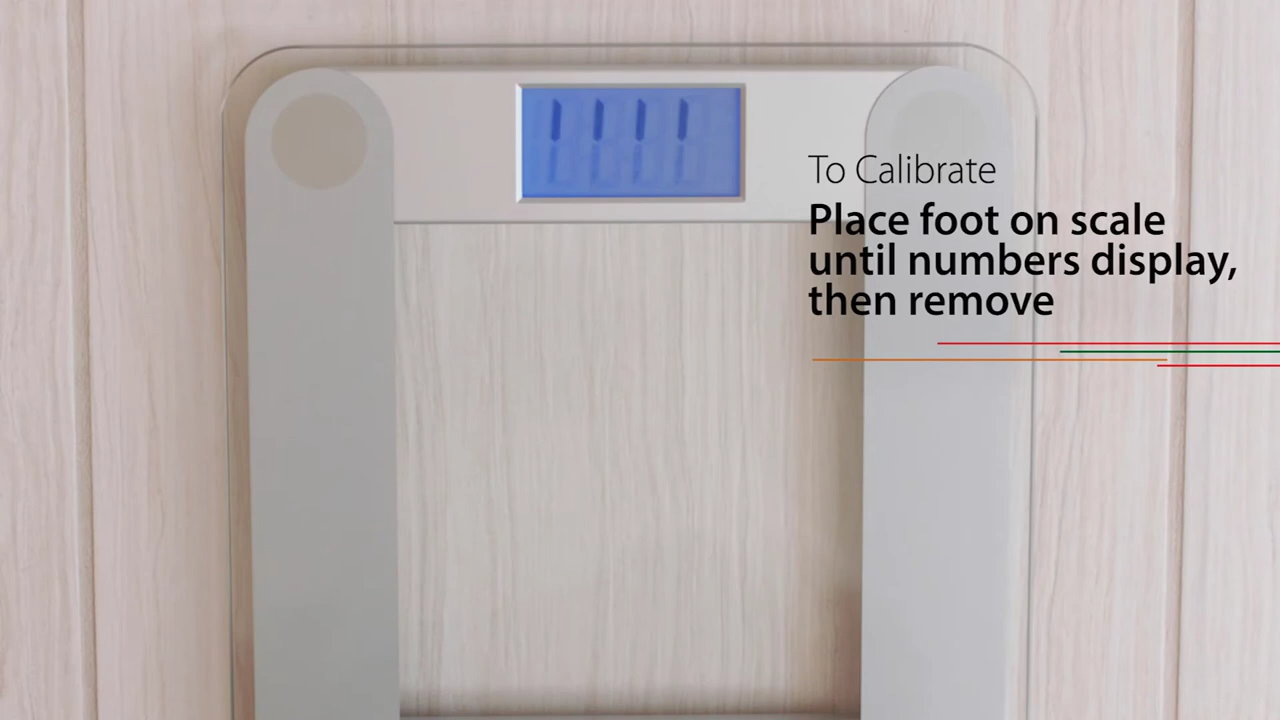 To Calibrate
Place foot on scale
until numbers display,
then remove